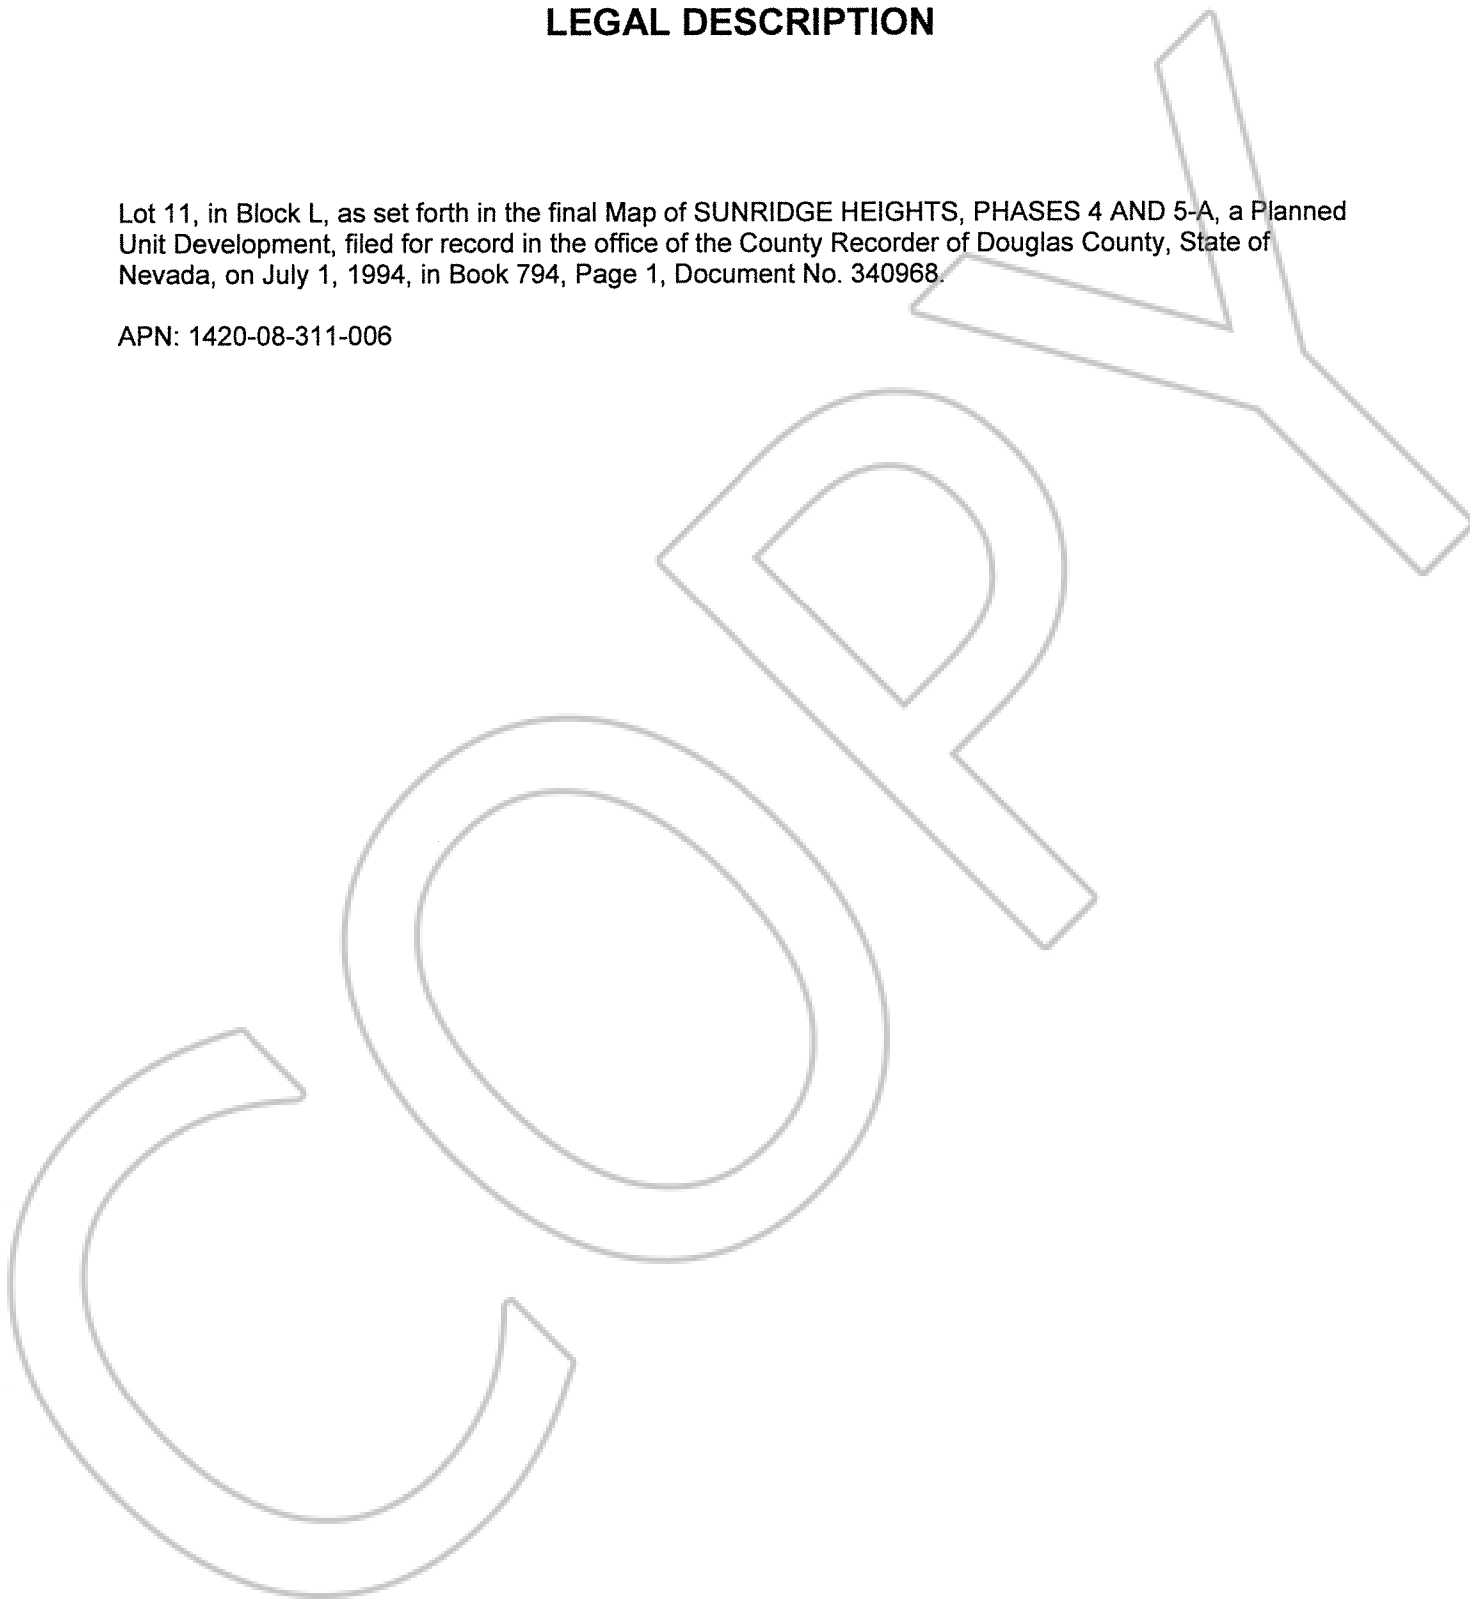 LEGAL DESCRIPTION
Lot 11, in Block L, as set forth in the final Map of SUNRIDGE HEIGHTS, PHASES 4 AND 5-A, a Planned
Unit Development, filed for record in the office of the County Recorder of Douglas County, State of
Nevada, on July 1, 1994, in Book 794, Page 1, Document No. 340968.
APN: 1420-08-311-006
COPY